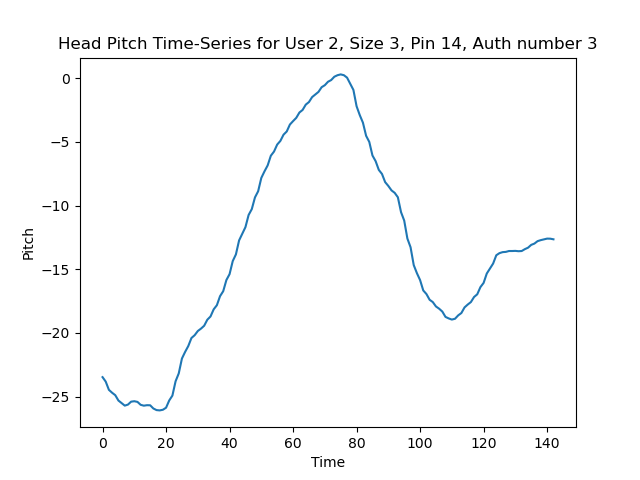 Head Pitch Time-Series for User 2, Size 3, Pin 14, Auth number 3
0
−5
−10
−15
−20
−25
Pitch
0 20 40 60 80 100 120 140
Time